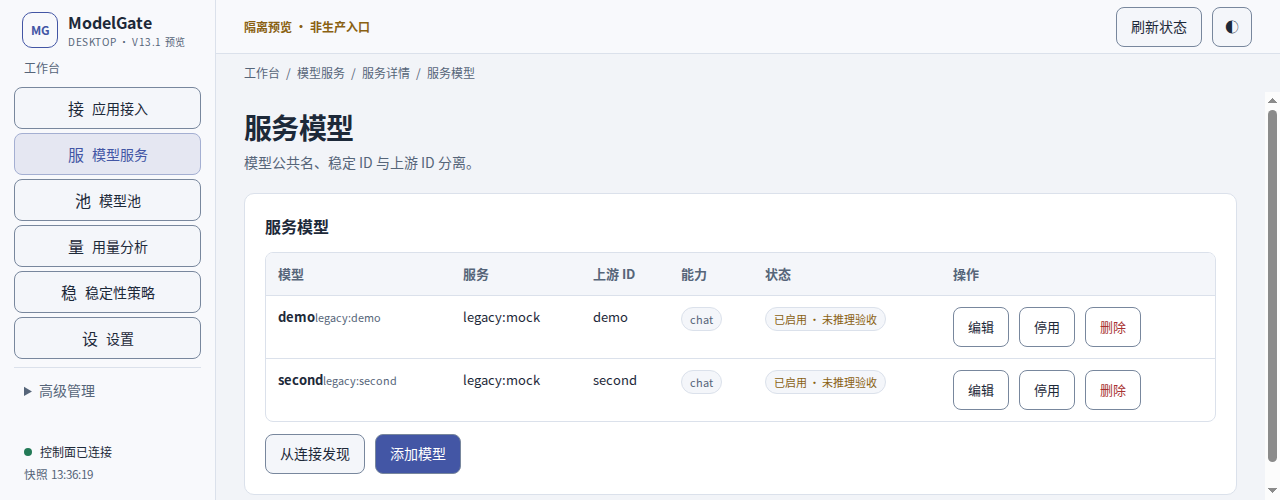 MG
ModelGate
DESKTOP · V13.1 预览
工作台
接 应用接入
服 模型服务
池 模型池
量 用量分析
稳 稳定性策略
设 设置
▶ 高级管理
控制面已连接
快照 13:36:19
隔离预览 · 非生产入口
刷新状态
工作台 / 模型服务 / 服务详情 / 服务模型
服务模型
模型公共名、稳定 ID 与上游 ID 分离。
服务模型
模型 服务 上游 ID 能力 状态 操作
demolegacy:demo legacy:mock demo chat 已启用 · 未推理验收 编辑 停用 删除
secondlegacy:second legacy:mock second chat 已启用 · 未推理验收 编辑 停用 删除
从连接发现 添加模型